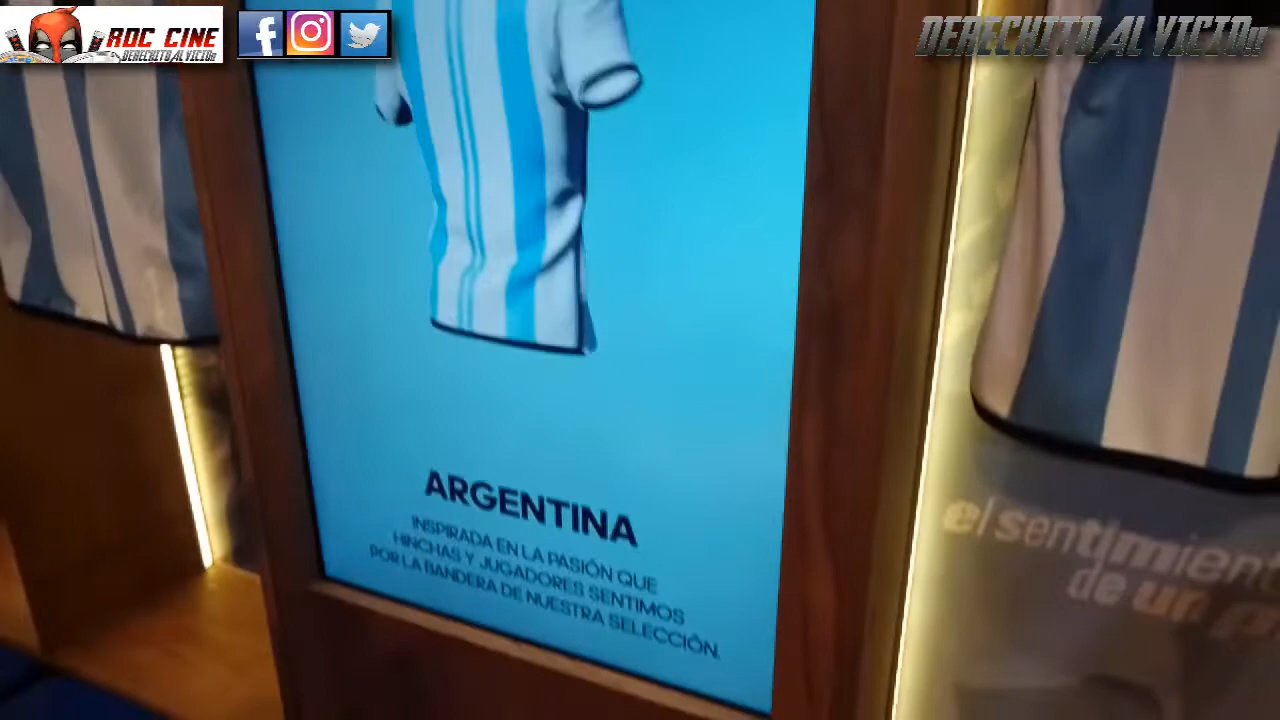 ROC CINE
DERECHITO AL VICIO!!
DERECHITO AL VICIO!!
ARGENTINA
INSPIRADA EN LA PASIÓN QUE
HINCHAS Y JUGADORES SENTIMOS
POR LA BANDERA DE NUESTRA SELECCIÓN.
el sentimient
de un p